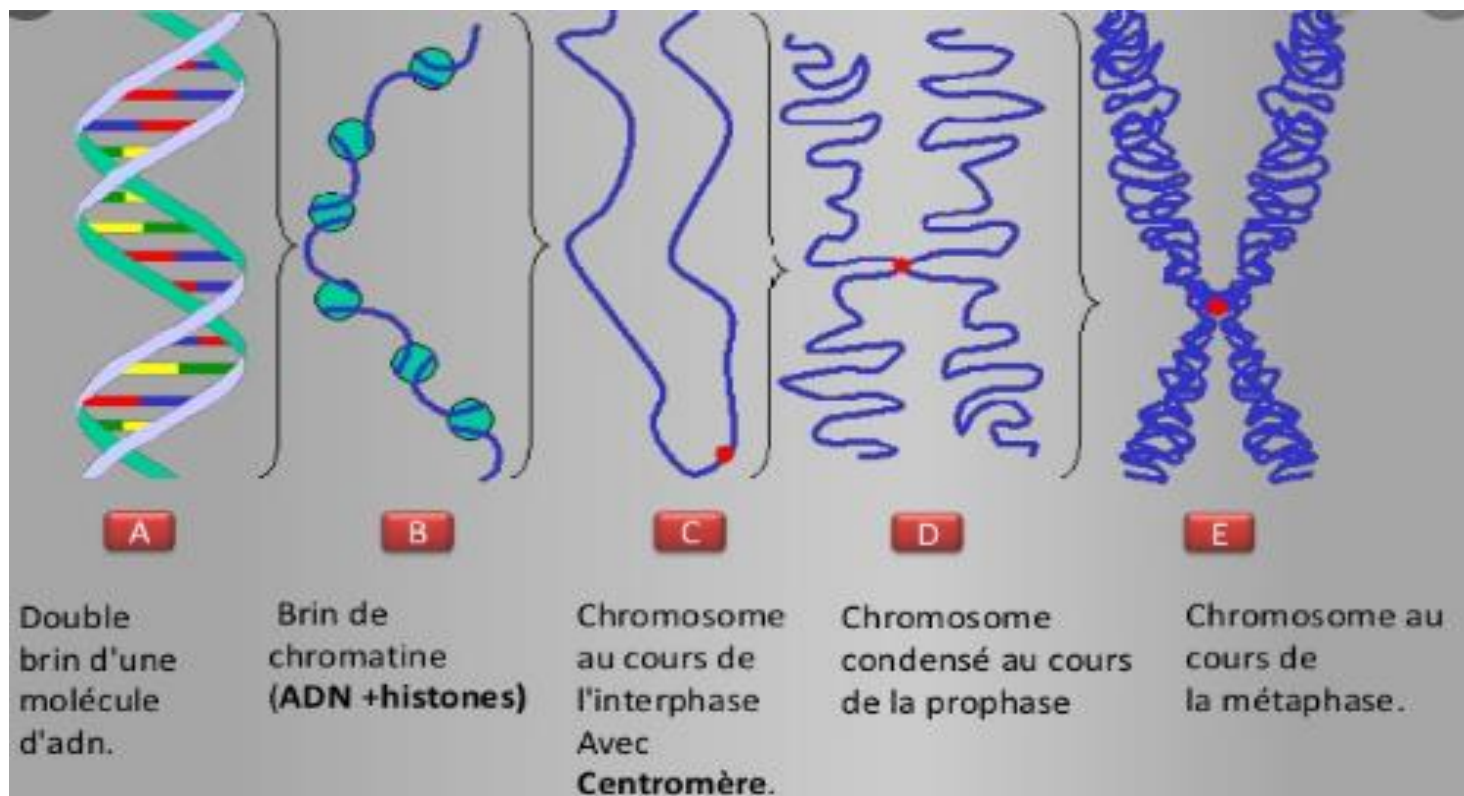 A
B
C
D
E
Double
brin d'une
molécule
d'adn.
Brin de
chromatine
(ADN +histones)
Chromosome
au cours de
l'interphase
Avec
Centromère.
Chromosome
condensé au cours
de la prophase
Chromosome au
cours de
la métaphase.